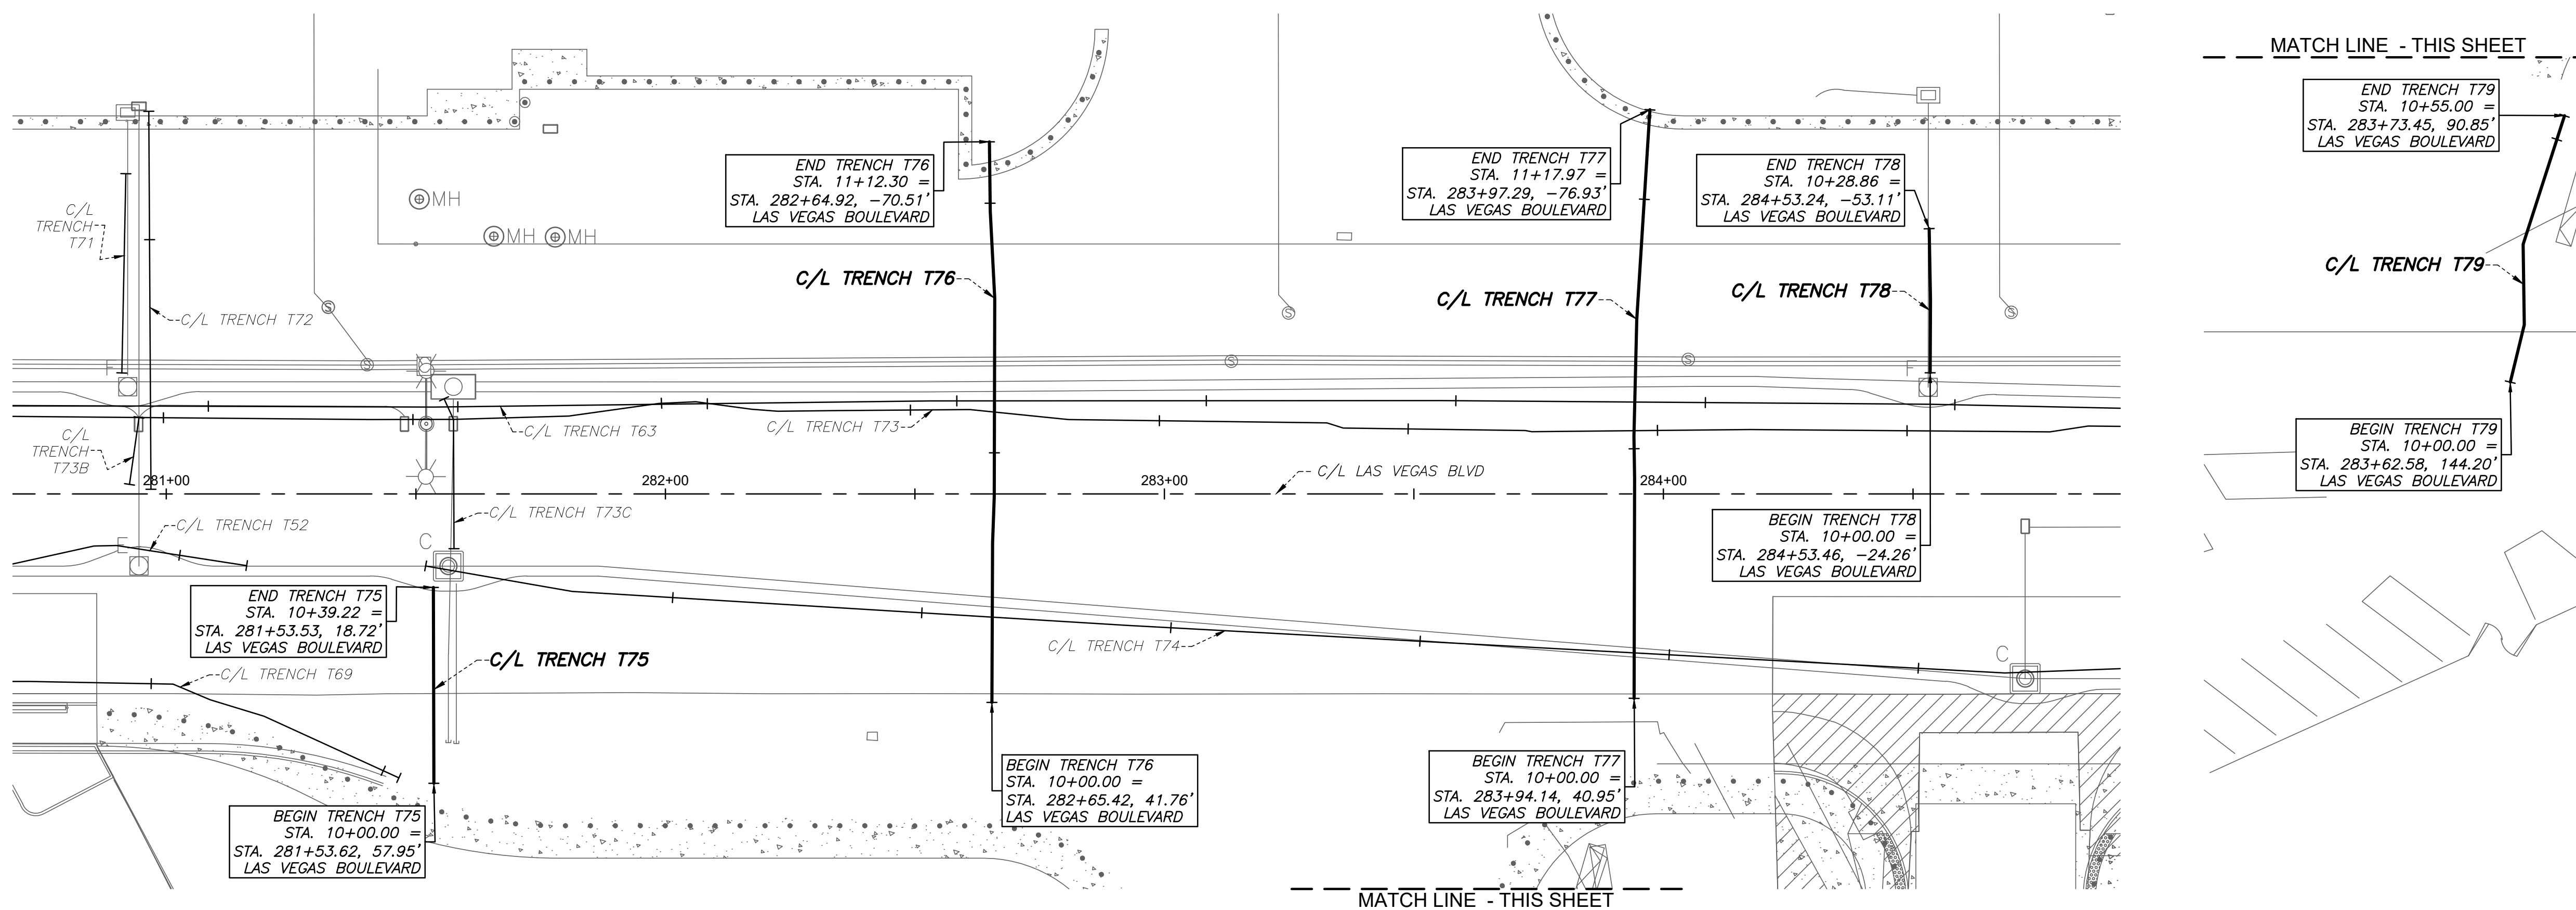 MATCH LINE - THIS SHEET
END TRENCH T79
STA. 10+55.00 =
STA. 283+73.45, 90.85'
LAS VEGAS BOULEVARD
END TRENCH T76
STA. 11+12.30 =
STA. 282+64.92, -70.51'
LAS VEGAS BOULEVARD
END TRENCH T77
STA. 11+17.97 =
STA. 283+97.29, -76.93'
LAS VEGAS BOULEVARD
END TRENCH T78
STA. 10+28.86 =
STA. 284+53.24, -53.11'
LAS VEGAS BOULEVARD
MH
MH
MH
C/L
TRENCH
T71
C/L TRENCH T76
C/L TRENCH T77
C/L TRENCH T78
C/L TRENCH T79
S
S
S
S
S
S
C/L TRENCH T72
F
F
C/L TRENCH T63
C/L TRENCH T73
C/L
TRENCH
T73B
281+00
282+00
283+00
284+00
C/L LAS VEGAS BLVD
BEGIN TRENCH T79
STA. 10+00.00 =
STA. 283+62.58, 144.20'
LAS VEGAS BOULEVARD
C/L TRENCH T52
C/L TRENCH T73C
E
C
BEGIN TRENCH T78
STA. 10+00.00 =
STA. 284+53.46, -24.26'
LAS VEGAS BOULEVARD
END TRENCH T75
STA. 10+39.22 =
STA. 281+53.53, 18.72'
LAS VEGAS BOULEVARD
C/L TRENCH T75
C/L TRENCH T74
C
C/L TRENCH T69
BEGIN TRENCH T76
STA. 10+00.00 =
STA. 282+65.42, 41.76'
LAS VEGAS BOULEVARD
BEGIN TRENCH T77
STA. 10+00.00 =
STA. 283+94.14, 40.95'
LAS VEGAS BOULEVARD
BEGIN TRENCH T75
STA. 10+00.00 =
STA. 281+53.62, 57.95'
LAS VEGAS BOULEVARD
MATCH LINE - THIS SHEET